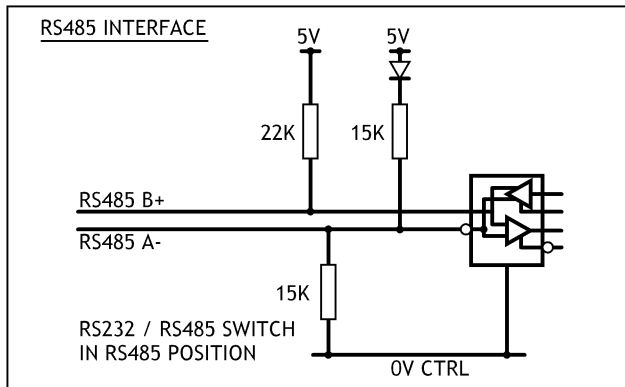 RS485 INTERFACE
5V
5V
22K
15K
RS485 B+
RS485 A-
15K
RS232 / RS485 SWITCH
IN RS485 POSITION
0V CTRL